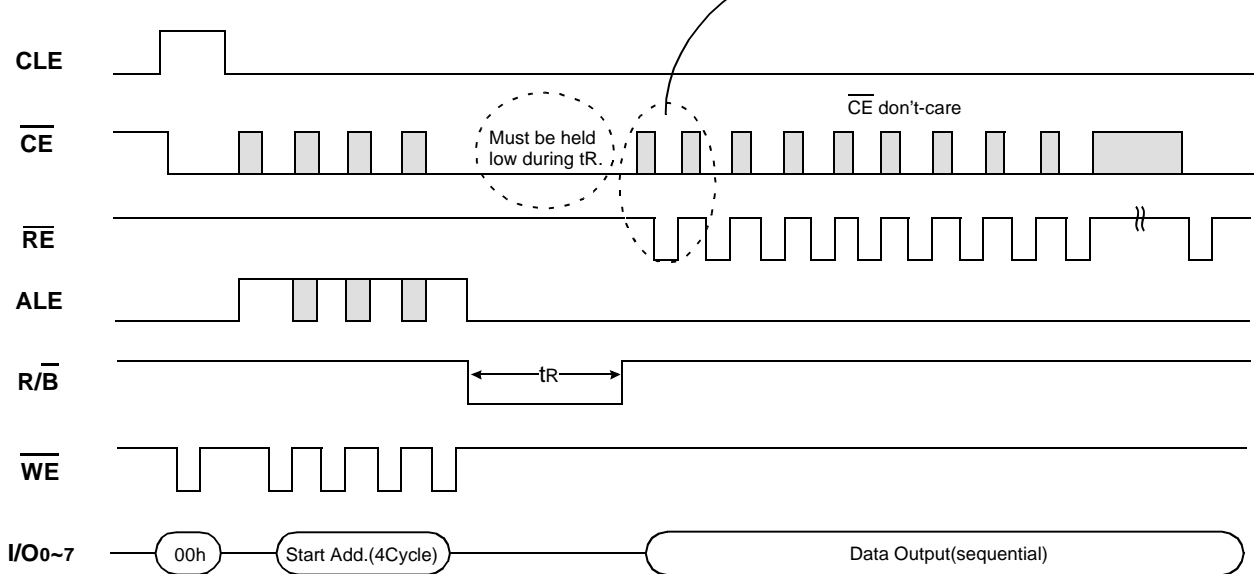 CLE
CE
Must be held
low during tR.
CE don't-care
RE
ALE
R/B
tR
WE
I/O0~7
00h
Start Add.(4Cycle)
Data Output(sequential)